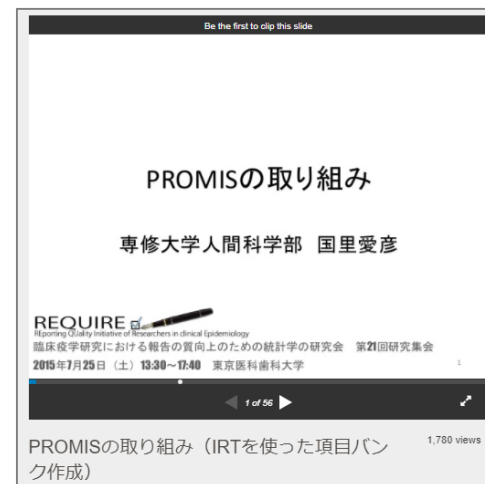 Be the first to clip this slide
PROMISの取り組み
専修大学人間科学部 国里愛彦
REQUIRE
REporting QUality Initiative of Researchers in clinical Epidemiology
臨床疫学研究における報告の質向上のための統計学の研究会 第21回研究集会
2015年7月25日（土）13:30～17:40 東京医科歯科大学
1
1 of 56
PROMISの取り組み（IRTを使った項目バン
ク作成）
1,780 views